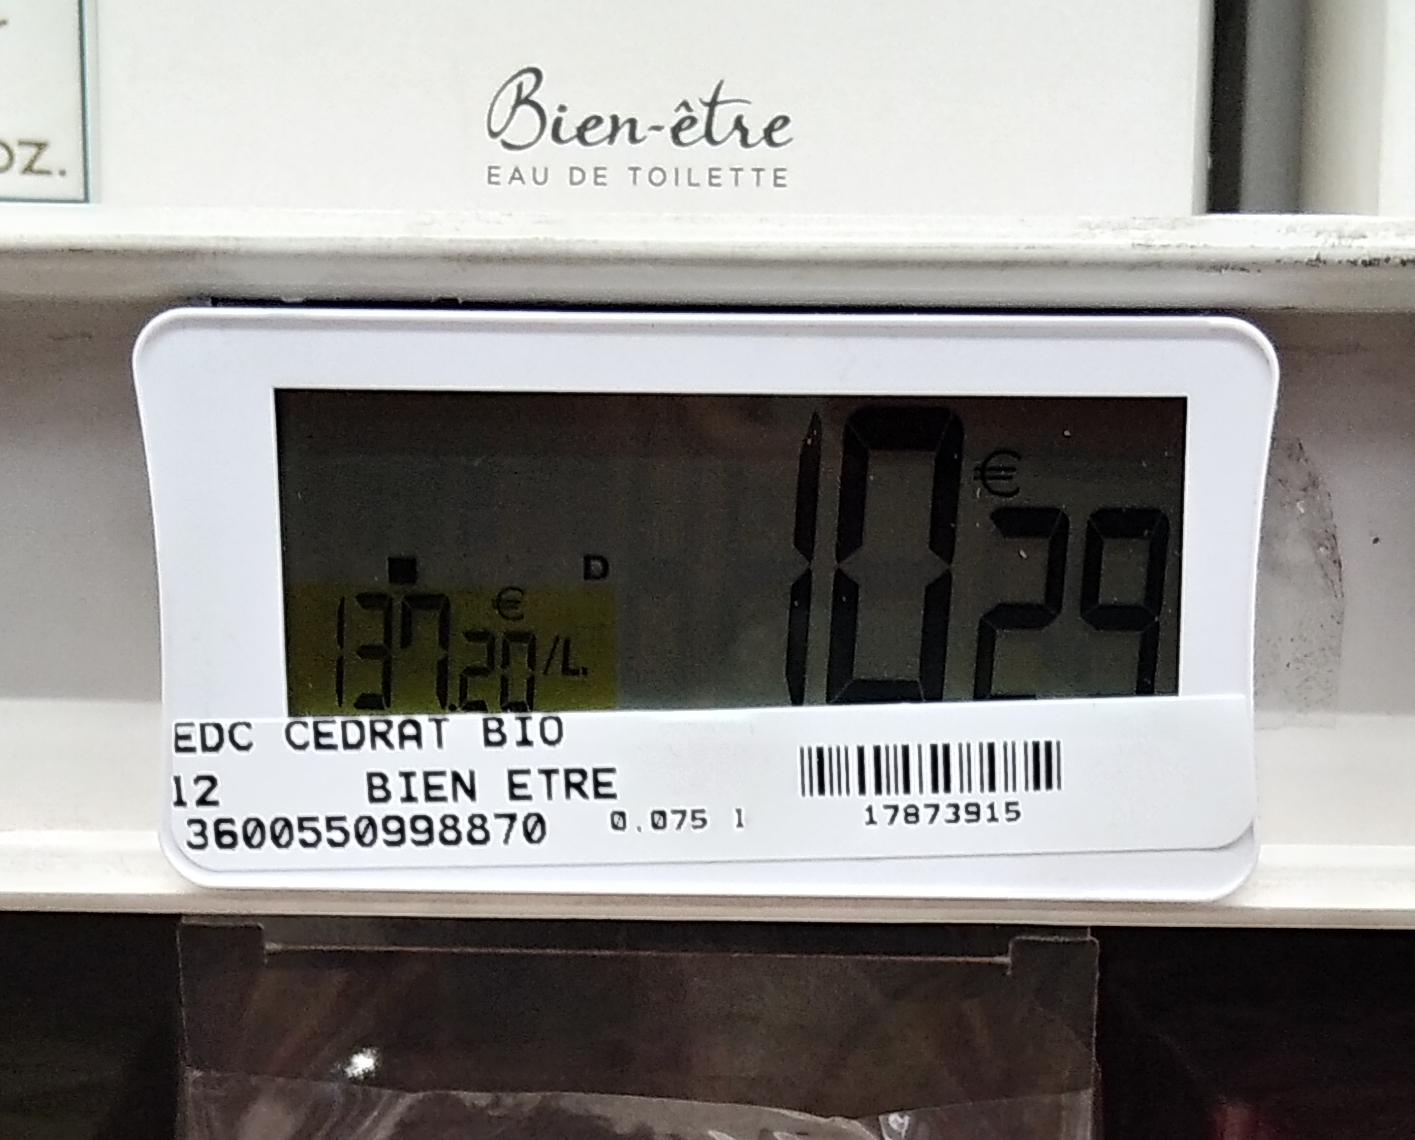 OZ.
Bien-être
EAU DE TOILETTE
10€29
D
137.20€/L
EDC CEDRAT BIO
12 BIEN ETRE
3600550998870 0.075 l
17873915